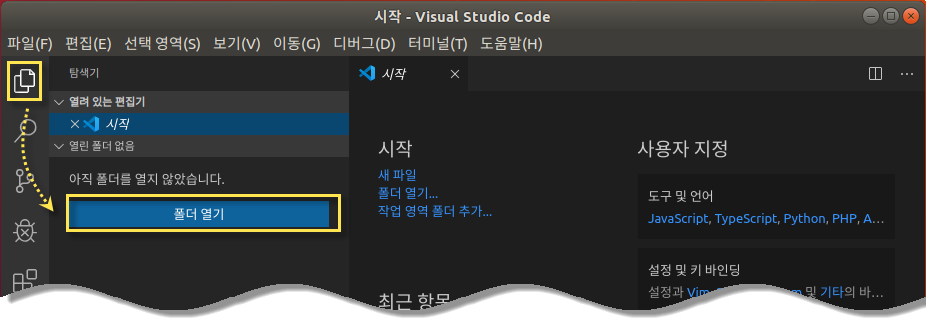 시작 - Visual Studio Code
파일(F) 편집(E) 선택 영역(S) 보기(V) 이동(G) 디버그(D) 터미널(T) 도움말(H)
탐색기
열려 있는 편집기
시작
열린 폴더 없음
아직 폴더를 열지 않았습니다.
폴더 열기
시작
시작
새 파일
폴더 열기...
작업 영역 폴더 추가...
최근 항목
사용자 지정
도구 및 언어
JavaScript, TypeScript, Python, PHP, A...
설정 및 키 바인딩
설정과 및 기타의 바...